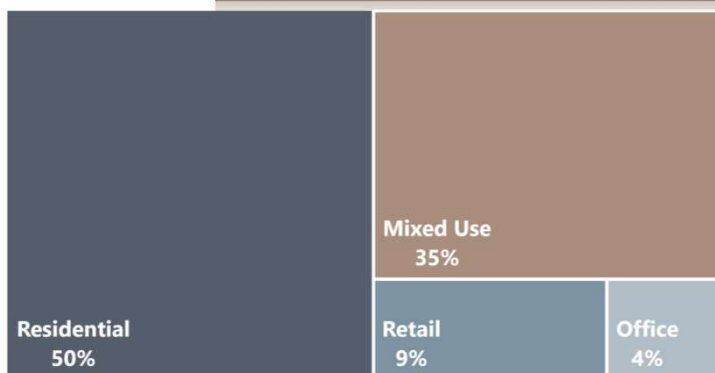 Mixed Use
35%
Residential
50%
Retail
9%
Office
4%